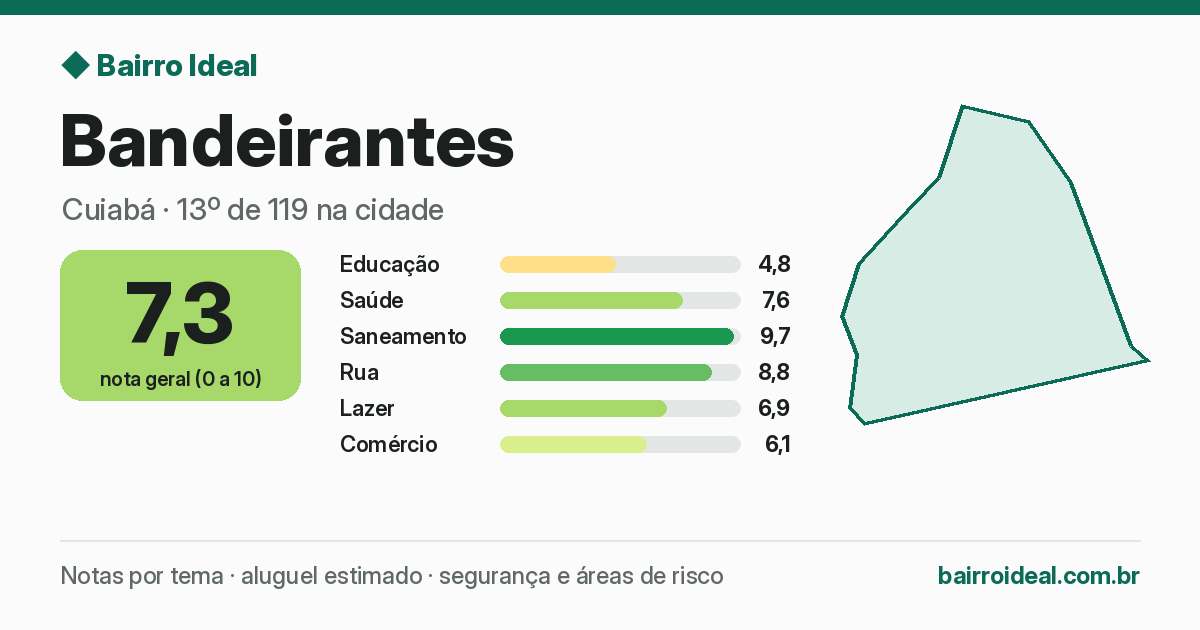 Bairro Ideal
Bandeirantes
Cuiabá · 13º de 119 na cidade
7,3
nota geral (0 a 10)
Educação 4,8
Saúde 7,6
Saneamento 9,7
Rua 8,8
Lazer 6,9
Comércio 6,1
Notas por tema · aluguel estimado · segurança e áreas de risco
bairroideal.com.br